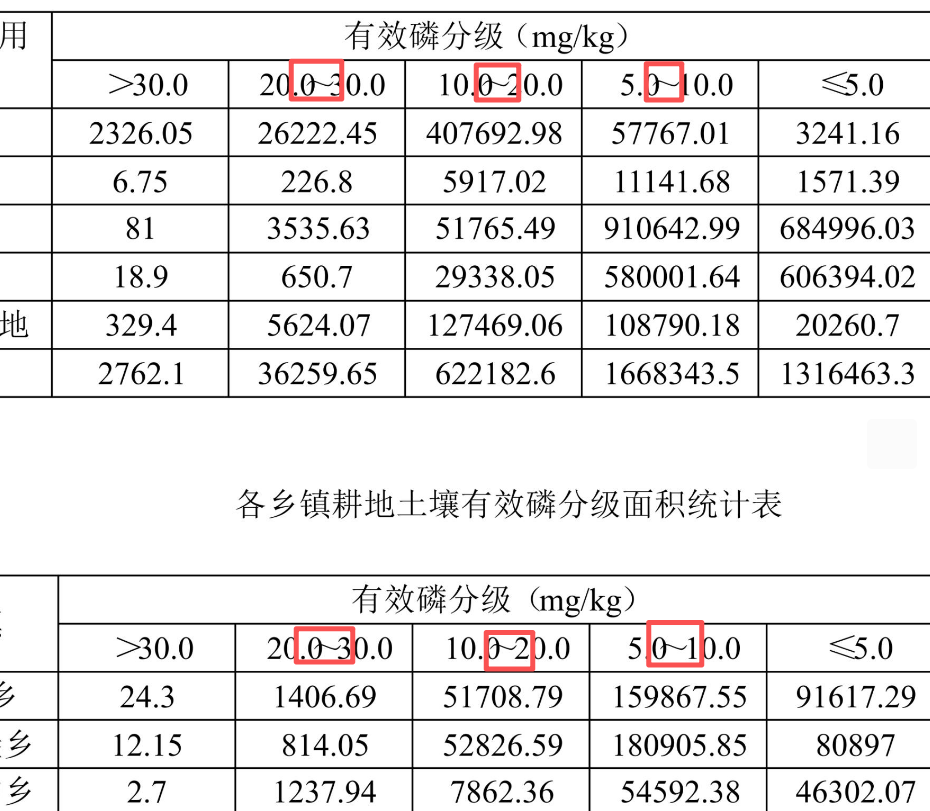 用 有效磷分级（mg/kg）
>30.0 20.0~30.0 10.0~20.0 5.0~10.0 ≤5.0
2326.05 26222.45 407692.98 57767.01 3241.16
6.75 226.8 5917.02 11141.68 1571.39
81 3535.63 51765.49 910642.99 684996.03
18.9 650.7 29338.05 580001.64 606394.02
地 329.4 5624.07 127469.06 108790.18 20260.7
2762.1 36259.65 622182.6 1668343.5 1316463.3
各乡镇耕地土壤有效磷分级面积统计表
有效磷分级（mg/kg）
>30.0 20.0~30.0 10.0~20.0 5.0~10.0 ≤5.0
乡 24.3 1406.69 51708.79 159867.55 91617.29
乡 12.15 814.05 52826.59 180905.85 80897
乡 2.7 1237.94 7862.36 54592.38 46302.07